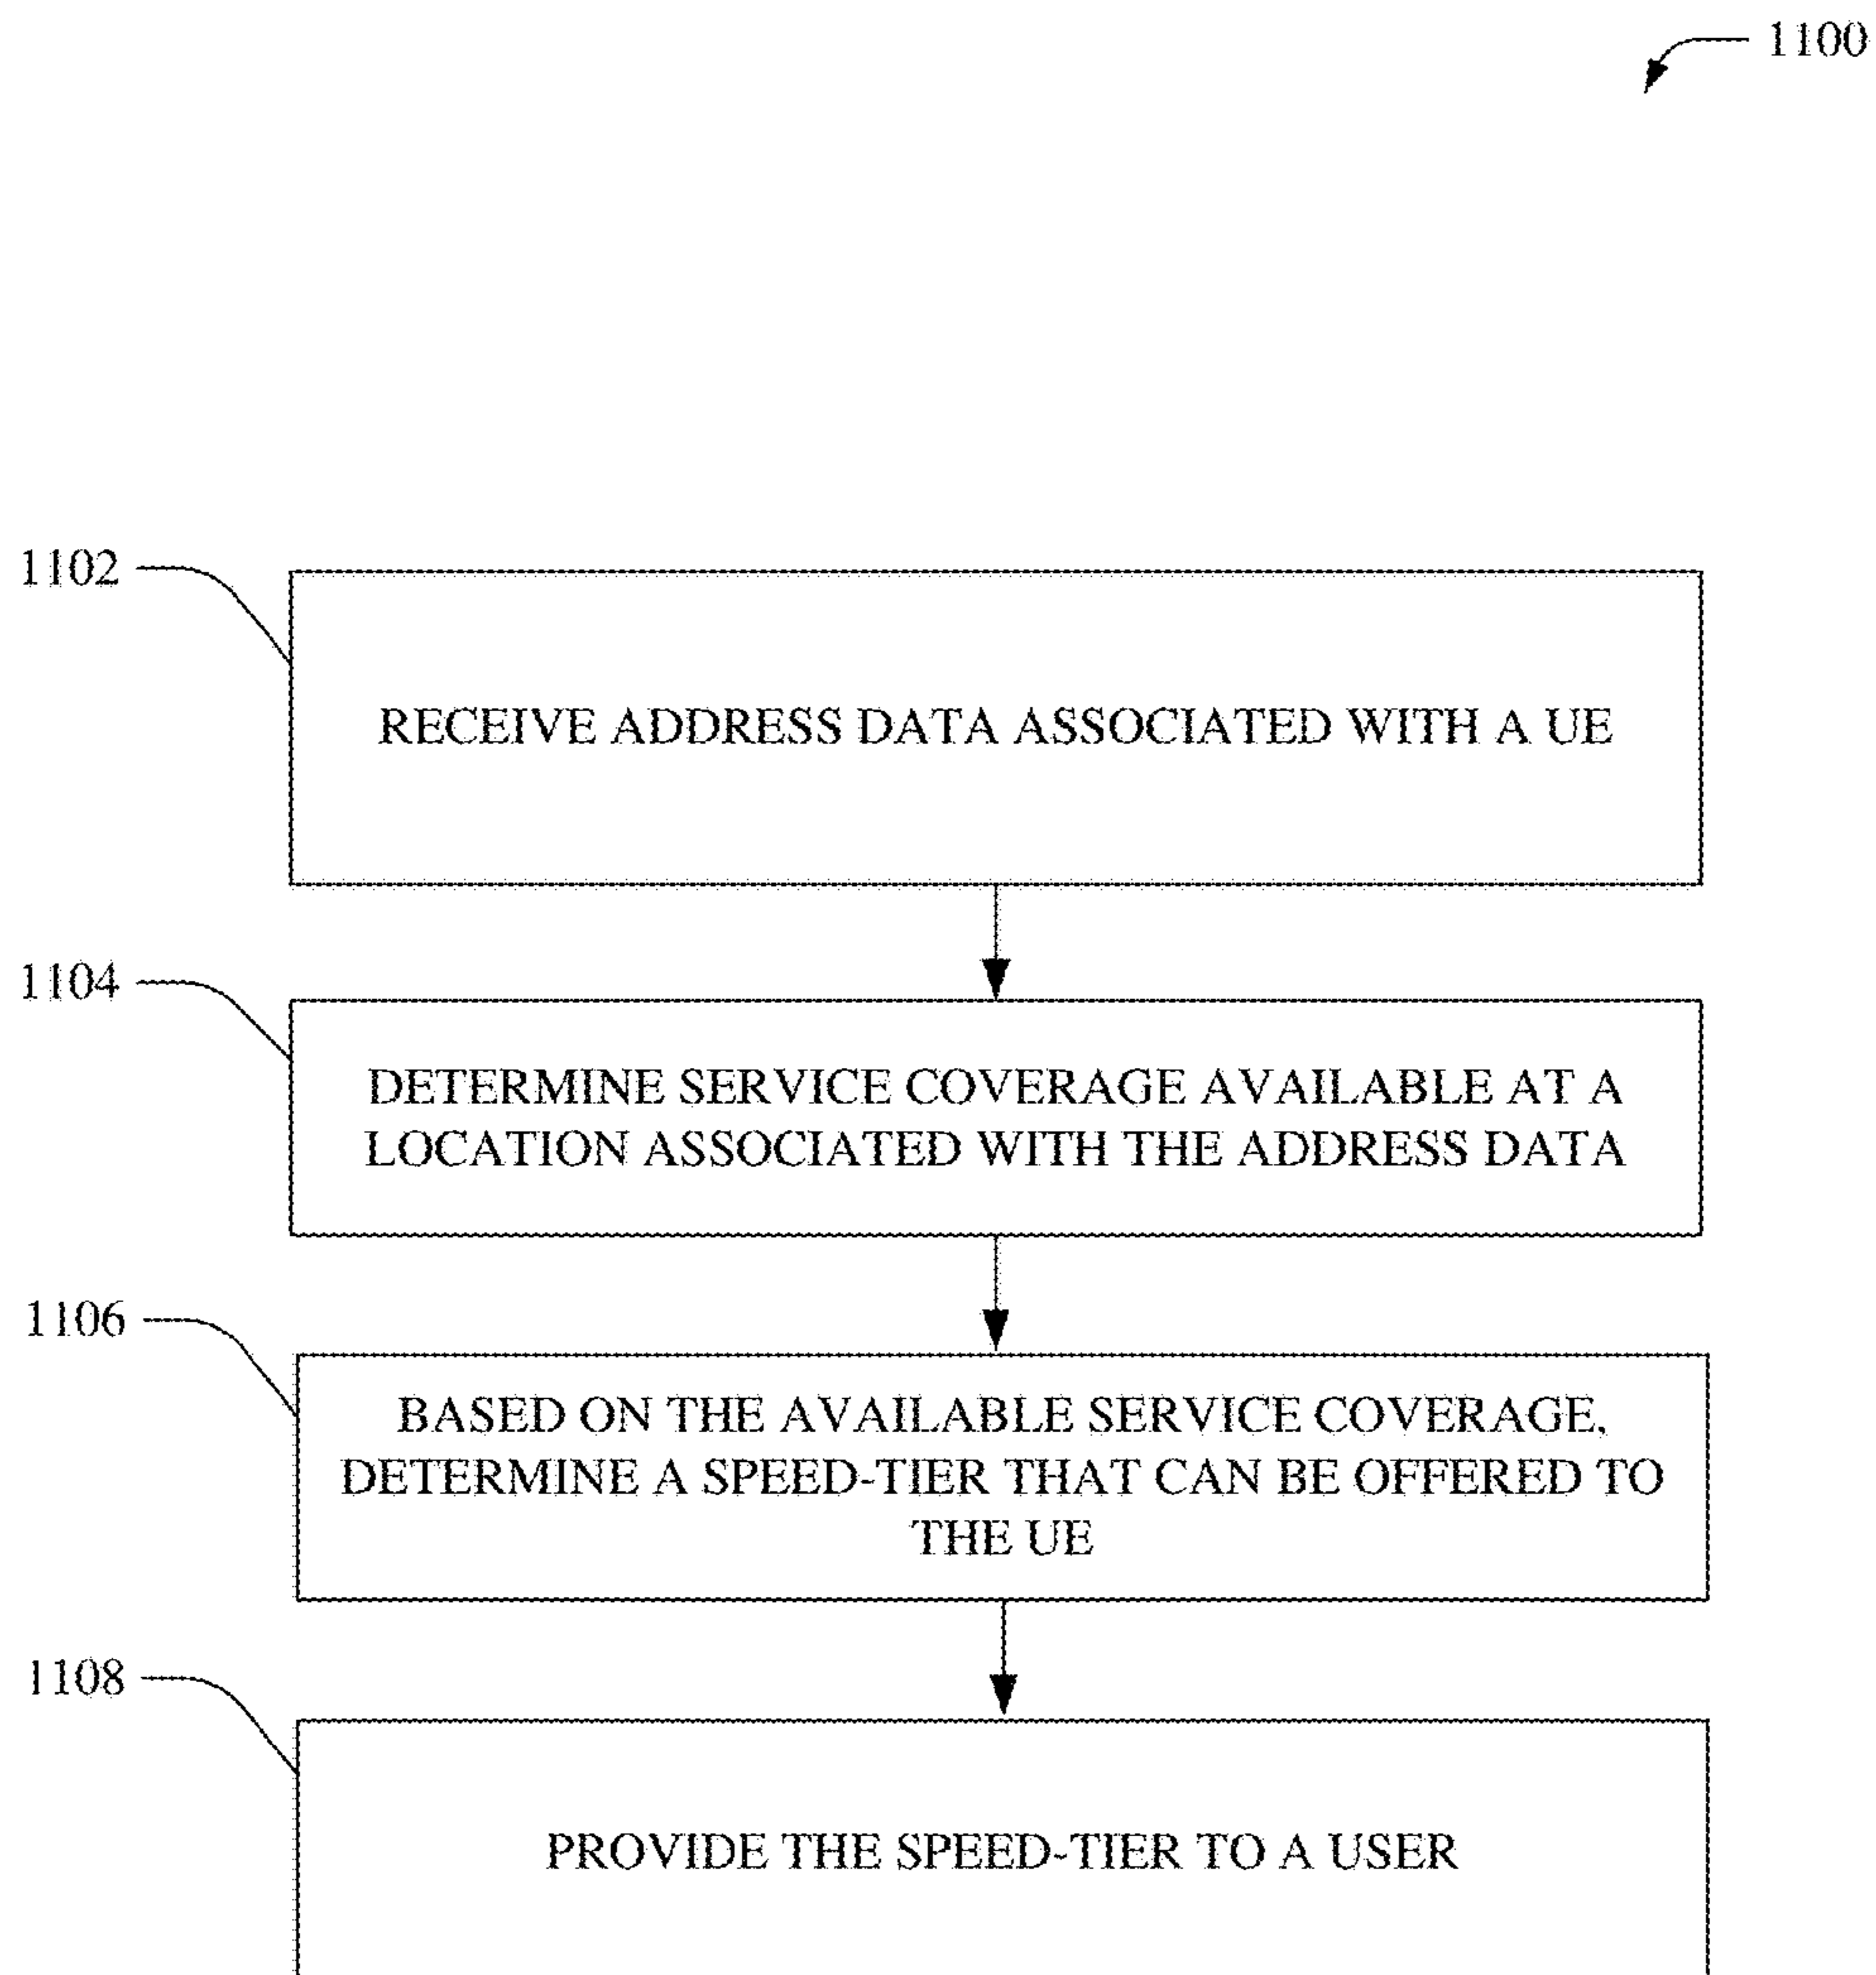 1100
1102
RECEIVE ADDRESS DATA ASSOCIATED WITH A UE
1104
DETERMINE SERVICE COVERAGE AVAILABLE AT A
LOCATION ASSOCIATED WITH THE ADDRESS DATA
1106
BASED ON THE AVAILABLE SERVICE COVERAGE,
DETERMINE A SPEED-TIER THAT CAN BE OFFERED TO
THE UE
1108
PROVIDE THE SPEED-TIER TO A USER